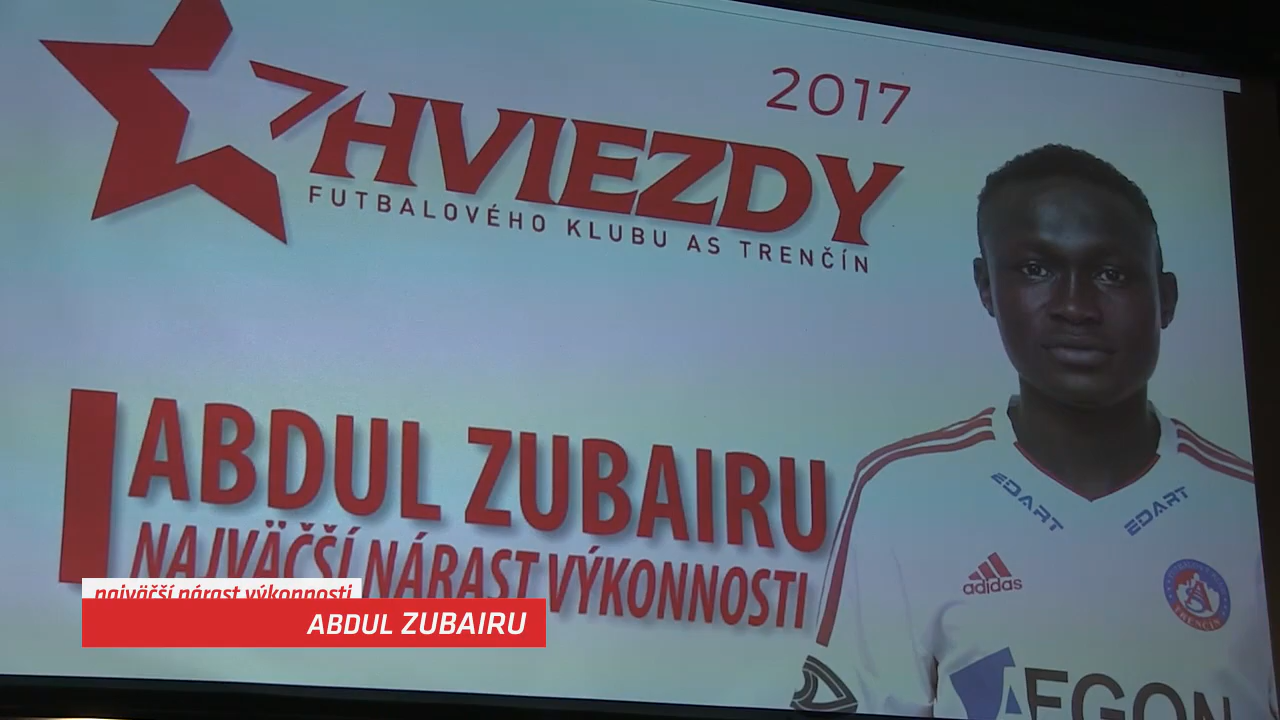 2017
HVIEZDY
FUTBALOVÉHO KLUBU AS TRENČÍN
ABDUL ZUBAIRU
NAJVÄČŠÍ NÁRAST VÝKONNOSTI
najväčší nárast výkonnosti
ABDUL ZUBAIRU
EDART EDART
adidas
TRENČÍN
AEGON